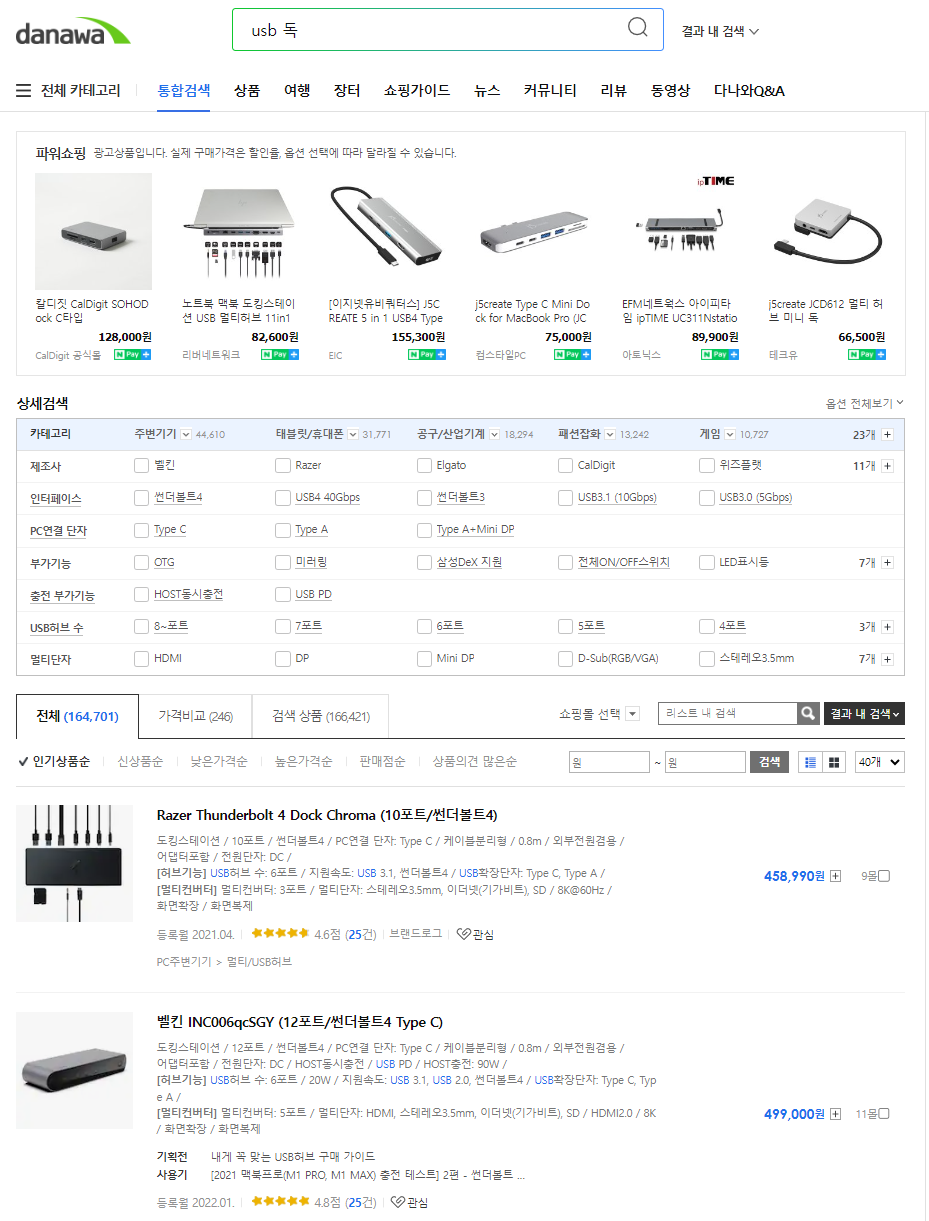 danawa
usb 독
결과 내 검색
전체 카테고리 통합검색 상품 여행 장터 쇼핑가이드 뉴스 커뮤니티 리뷰 동영상 다나와Q&A
파워쇼핑 광고상품입니다. 실제 구매가격은 할인율, 옵션 선택에 따라 달라질 수 있습니다.
ipTIME
칼디짓 CalDigit SOHO Dock C타입
128,000원
CalDigit 공식몰 N Pay +
노트북 맥북 도킹스테이션 USB 멀티허브 11in1
82,600원
리버네트워크 N Pay +
[이지넷유비쿼터스] J5CREATE 5 in 1 USB4 Type
155,300원
EIC N Pay +
j5create Type C Mini Dock for MacBook Pro (JC
75,000원
컴스타일PC N Pay +
EFM네트웍스 아이피타임 ipTIME UC311Nstatio
89,900원
아토닉스 N Pay +
j5create JCD612 멀티 허브 미니 독
66,500원
테크유 N Pay +
상세검색 옵션 전체보기
카테고리 주변기기 44,610 태블릿/휴대폰 31,771 공구/산업기계 18,294 패션잡화 13,242 게임 10,727 23개 +
제조사 벨킨 Razer Elgato CalDigit 위즈플랫 11개 +
인터페이스 썬더볼트4 USB4 40Gbps 썬더볼트3 USB3.1 (10Gbps) USB3.0 (5Gbps)
PC연결 단자 Type C Type A Type A+Mini DP
부가기능 OTG 미러링 삼성DeX 지원 전체ON/OFF스위치 LED표시등 7개 +
충전 부가기능 HOST동시충전 USB PD
USB허브 수 8~포트 7포트 6포트 5포트 4포트 3개 +
멀티단자 HDMI DP Mini DP D-Sub(RGB/VGA) 스테레오3.5mm 7개 +
전체 (164,701) 가격비교 (246) 검색 상품 (166,421) 쇼핑몰 선택 리스트 내 검색 결과 내 검색
인기상품순 신상품순 낮은가격순 높은가격순 판매점순 상품의견 많은순 원 ~ 원 검색 40개
Razer Thunderbolt 4 Dock Chroma (10포트/썬더볼트4)
도킹스테이션 / 10포트 / 썬더볼트4 / PC연결 단자: Type C / 케이블분리형 / 0.8m / 외부전원겸용 /
어댑터포함 / 전원단자: DC /
[허브기능] USB허브 수: 6포트 / 지원속도: USB 3.1, 썬더볼트4 / USB확장단자: Type C, Type A /
[멀티컨버터] 멀티컨버터: 3포트 / 멀티단자: 스테레오3.5mm, 이더넷(기가비트), SD / 8K@60Hz /
화면확장 / 화면복제
458,990원 + 9몰
등록월 2021.04. 4.6점 (25건) 브랜드로그 관심
PC주변기기 > 멀티/USB허브
벨킨 INC006qcSGY (12포트/썬더볼트4 Type C)
도킹스테이션 / 12포트 / 썬더볼트4 / PC연결 단자: Type C / 케이블분리형 / 0.8m / 외부전원겸용 /
어댑터포함 / 전원단자: DC / HOST동시충전 / USB PD / HOST충전: 90W /
[허브기능] USB허브 수: 6포트 / 20W / 지원속도: USB 3.1, USB 2.0, 썬더볼트4 / USB확장단자: Type C, Typ
e A /
[멀티컨버터] 멀티컨버터: 5포트 / 멀티단자: HDMI, 스테레오3.5mm, 이더넷(기가비트), SD / HDMI2.0 / 8K
/ 화면확장 / 화면복제
499,000원 + 11몰
기획전 내게 꼭 맞는 USB허브 구매 가이드
사용기 [2021 맥북프로(M1 PRO, M1 MAX) 충전 테스트] 2편 - 썬더볼트 ...
등록월 2022.01. 4.8점 (25건) 관심